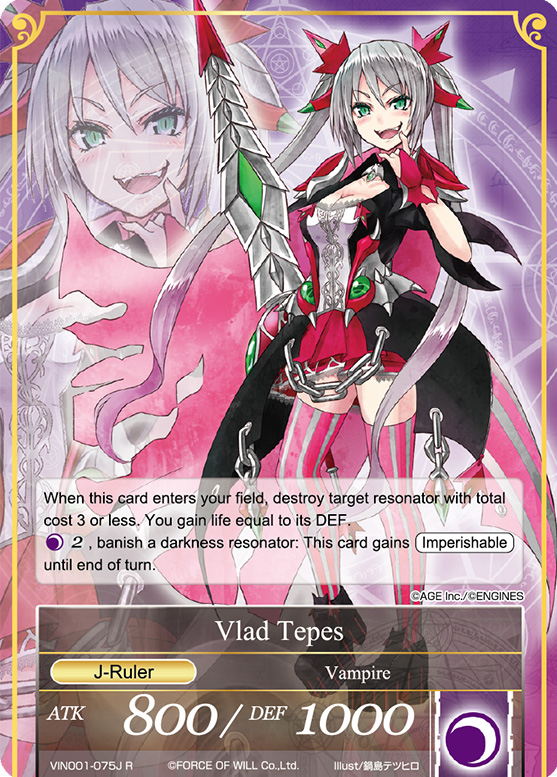 When this card enters your field, destroy target resonator with total
cost 3 or less. You gain life equal to its DEF.
2 , banish a darkness resonator: This card gains Imperishable
until end of turn.
©AGE Inc./©ENGINES
Vlad Tepes
J-Ruler Vampire
ATK 800/ DEF 1000
VIN001-075J R ©FORCE OF WILL Co.,Ltd. Illust/鍋島テツヒロ